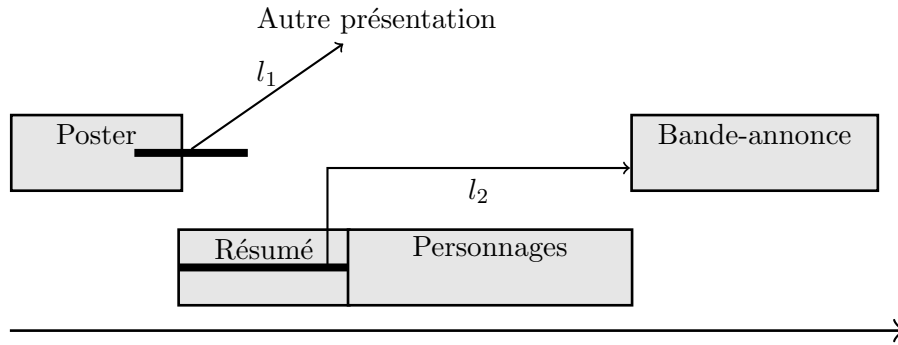 Autre présentation
l₁
Poster
Bande-annonce
l₂
Résumé
Personnages